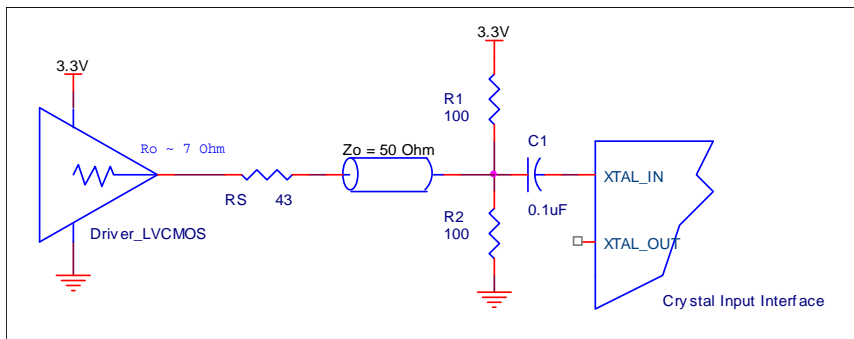 3.3V
3.3V
R1
100
Ro ~ 7 Ohm
Zo = 50 Ohm
C1
XTAL_IN
RS 43
0.1uF
R2
100
Driver_LVCMOS
XTAL_OUT
Crystal Input Interface